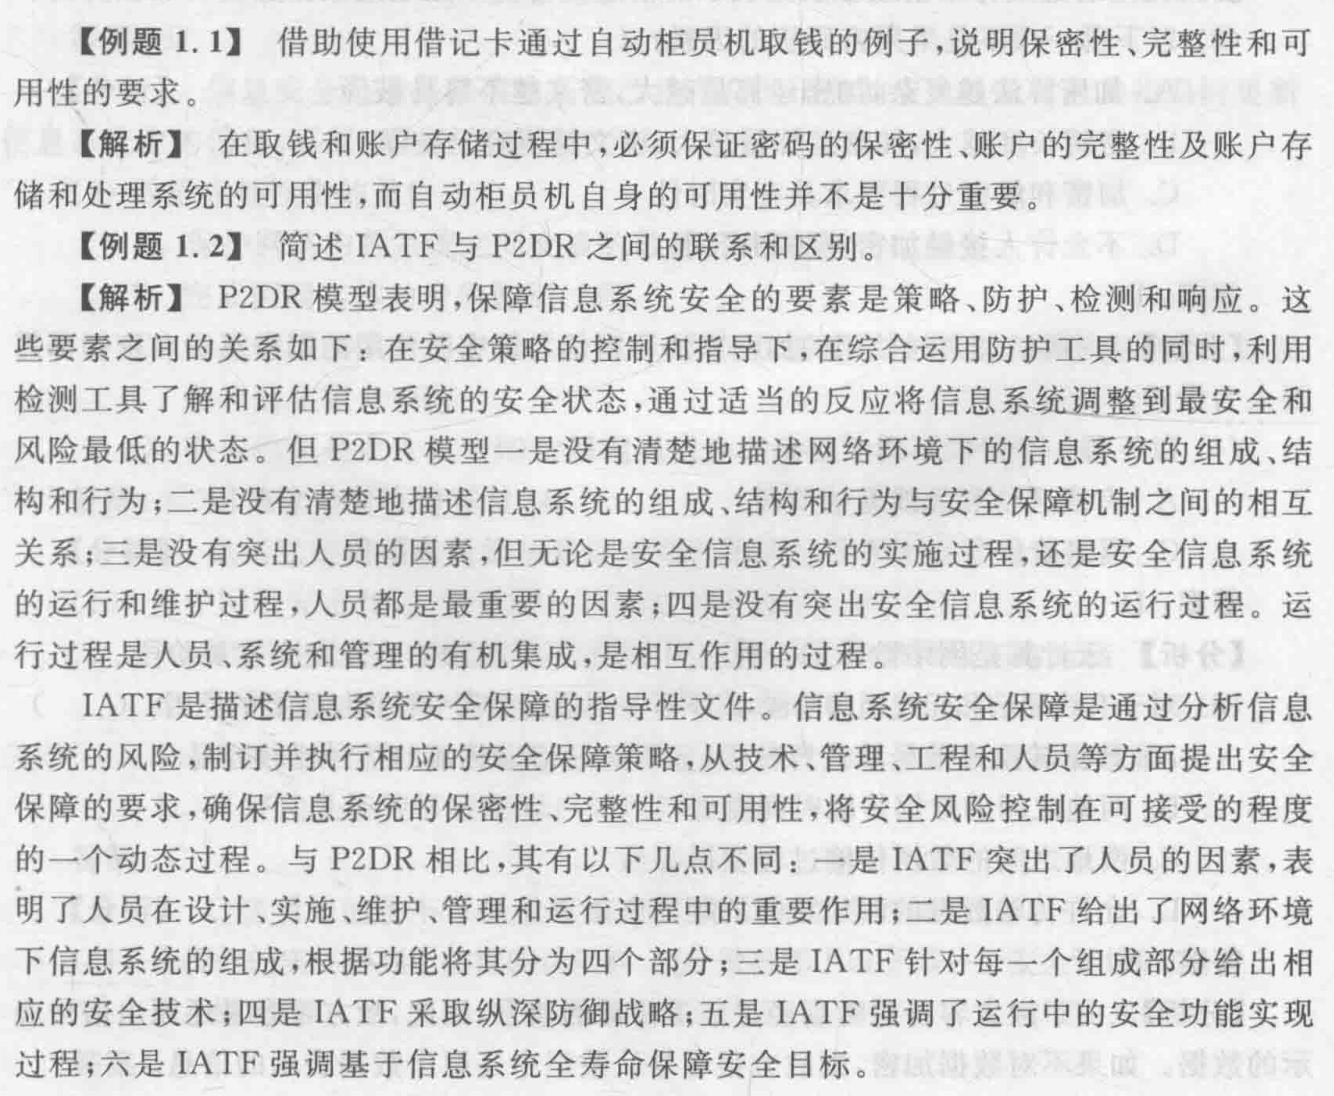 【例题 1.1】 借助使用借记卡通过自动柜员机取钱的例子,说明保密性、完整性和可
用性的要求。
【解析】 在取钱和账户存储过程中,必须保证密码的保密性、账户的完整性及账户存
储和处理系统的可用性,而自动柜员机自身的可用性并不是十分重要。
【例题 1.2】 简述 IATF 与 P2DR 之间的联系和区别。
【解析】 P2DR 模型表明,保障信息系统安全的要素是策略、防护、检测和响应。这
些要素之间的关系如下：在安全策略的控制和指导下,在综合运用防护工具的同时,利用
检测工具了解和评估信息系统的安全状态,通过适当的反应将信息系统调整到最安全和
风险最低的状态。但 P2DR 模型一是没有清楚地描述网络环境下的信息系统的组成、结
构和行为;二是没有清楚地描述信息系统的组成、结构和行为与安全保障机制之间的相互
关系;三是没有突出人员的因素,但无论是安全信息系统的实施过程,还是安全信息系统
的运行和维护过程,人员都是最重要的因素;四是没有突出安全信息系统的运行过程。运
行过程是人员、系统和管理的有机集成,是相互作用的过程。
IATF 是描述信息系统安全保障的指导性文件。信息系统安全保障是通过分析信息
系统的风险,制订并执行相应的安全保障策略,从技术、管理、工程和人员等方面提出安全
保障的要求,确保信息系统的保密性、完整性和可用性,将安全风险控制在可接受的程度
的一个动态过程。与 P2DR 相比,其有以下几点不同：一是 IATF 突出了人员的因素,表
明了人员在设计、实施、维护、管理和运行过程中的重要作用;二是 IATF 给出了网络环境
下信息系统的组成,根据功能将其分为四个部分;三是 IATF 针对每一个组成部分给出相
应的安全技术;四是 IATF 采取纵深防御战略;五是 IATF 强调了运行中的安全功能实现
过程;六是 IATF 强调基于信息系统全寿命保障安全目标。